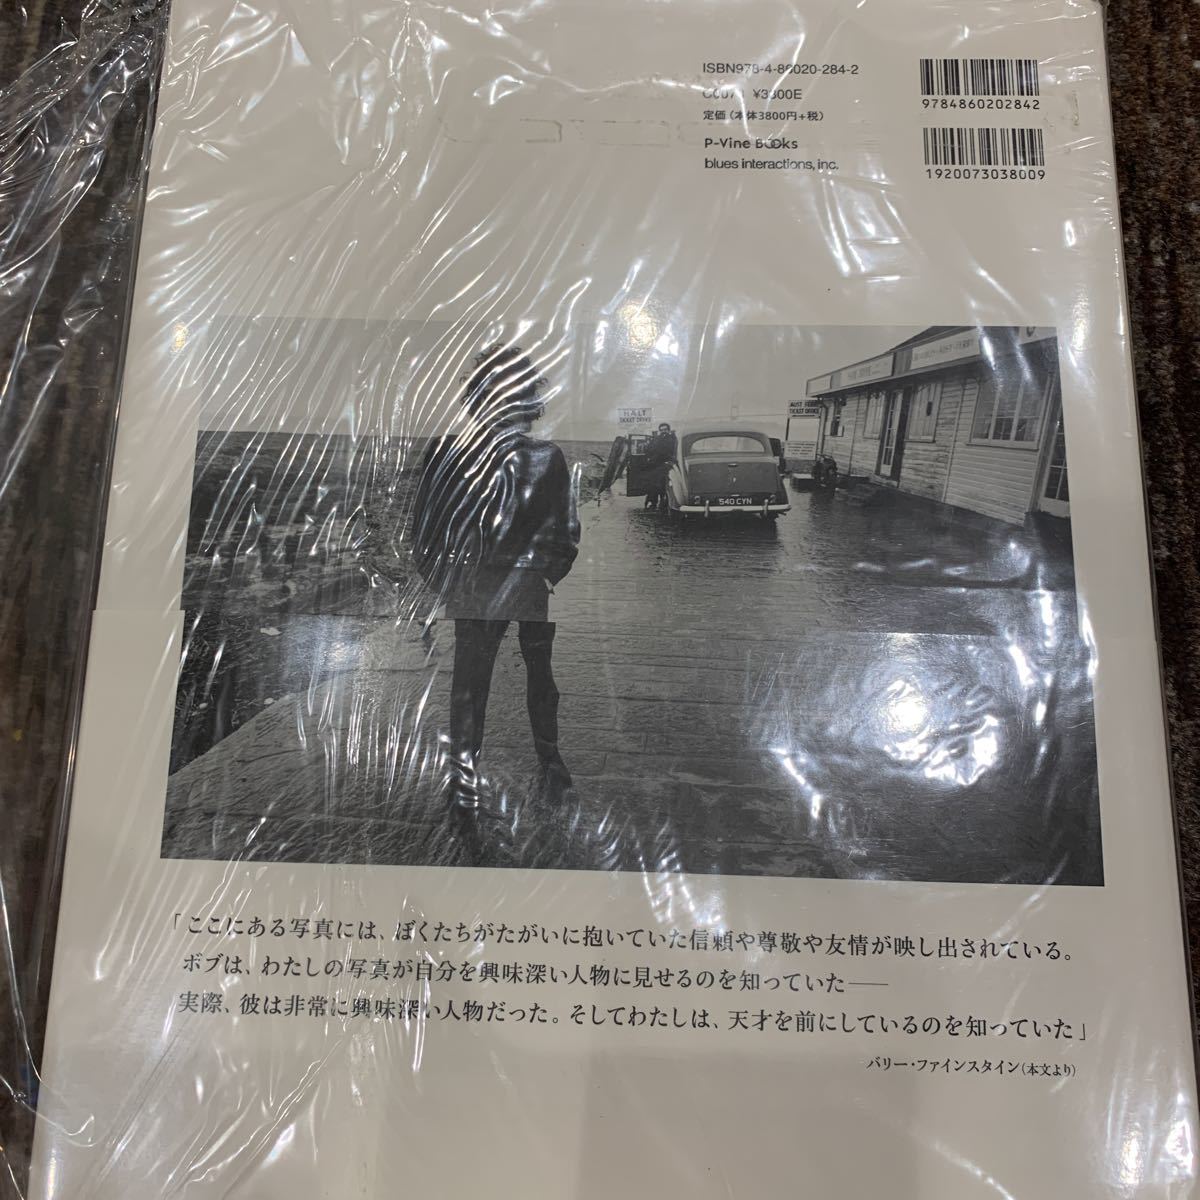 ISBN978-4-86020-284-2
C0073 ¥3800E
定価(本体3800円+税)
P-Vine BOOks
blues interactions, inc.
9784860202842
1920073038009
HALT
TICKET OFFICE
AUST FERRY
TICKET OFFICE
540 CYN
「ここにある写真には、ぼくたちがたがいに抱いていた信頼や尊敬や友情が映し出されている。
ボブは、わたしの写真が自分を興味深い人物に見せるのを知っていた——
実際、彼は非常に興味深い人物だった。そしてわたしは、天才を前にしているのを知っていた」
バリー・ファインスタイン(本文より)